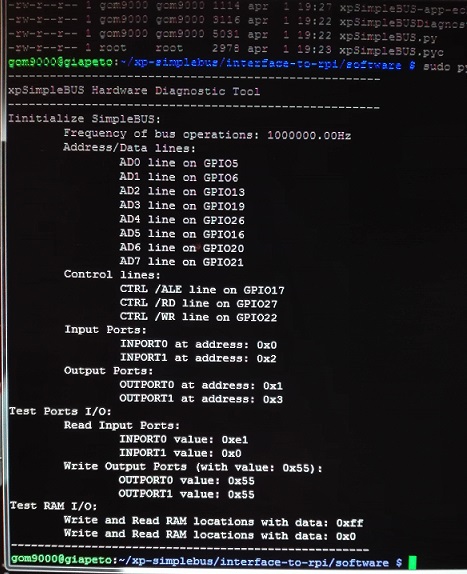 -rw-r--r-- 1 gom9000 gom9000 1114 apr  1 19:27 xpSimpleBUS-app-ec
-rw-r--r-- 1 gom9000 gom9000 3116 apr  1 19:22 xpSimpleBUSDiagnos
-rw-r--r-- 1 gom9000 gom9000 5031 apr  1 19:22 xpSimpleBUS.py
-rw-r--r-- 1 root    root    2978 apr  1 19:23 xpSimpleBUS.pyc
gom9000@giapeto:~/xp-simplebus/interface-to-rpi/software $ sudo py
------------------------------------------------------
xpSimpleBUS Hardware Diagnostic Tool
------------------------------------------------------
Iinitialize SimpleBUS:
Frequency of bus operations: 1000000.00Hz
Address/Data lines:
AD0 line on GPIO5
AD1 line on GPIO6
AD2 line on GPIO13
AD3 line on GPIO19
AD4 line on GPIO26
AD5 line on GPIO16
AD6 line on GPIO20
AD7 line on GPIO21
Control lines:
CTRL /ALE line on GPIO17
CTRL /RD line on GPIO27
CTRL /WR line on GPIO22
Input Ports:
INPORT0 at address: 0x0
INPORT1 at address: 0x2
Output Ports:
OUTPORT0 at address: 0x1
OUTPORT1 at address: 0x3
Test Ports I/O:
Read Input Ports:
INPORT0 value: 0xe1
INPORT1 value: 0x0
Write Output Ports (with value: 0x55):
OUTPORT0 value: 0x55
OUTPORT1 value: 0x55
Test RAM I/O:
Write and Read RAM locations with data: 0xff
Write and Read RAM locations with data: 0x0
------------------------------------------------------
gom9000@giapeto:~/xp-simplebus/interface-to-rpi/software $